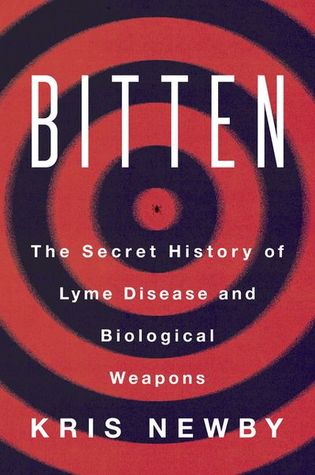 BITTEN
The Secret History of
Lyme Disease and
Biological
Weapons
KRIS NEWBY